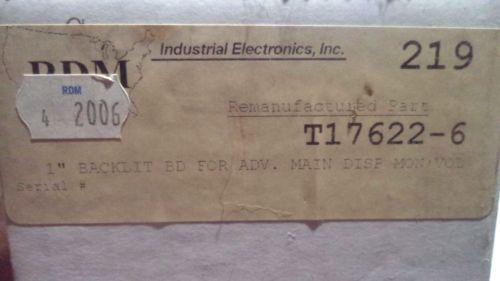 RDM Industrial Electronics, Inc. 219
RDM
4 2006
Remanufactured Part
T17622-6
1" BACKLIT BD FOR ADV. MAIN DISP MON/VOD
Serial #